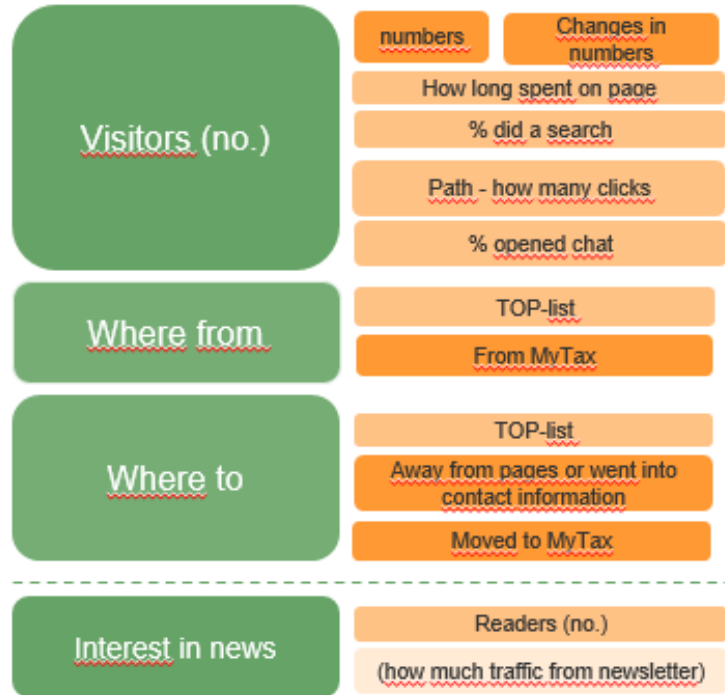 Visitors (no.)
numbers
Changes in
numbers
How long spent on page
% did a search
Path - how many clicks
% opened chat
Where from
TOP-list
From MyTax
Where to
TOP-list
Away from pages or went into
contact information
Moved to MyTax
Interest in news
Readers (no.)
(how much traffic from newsletter)